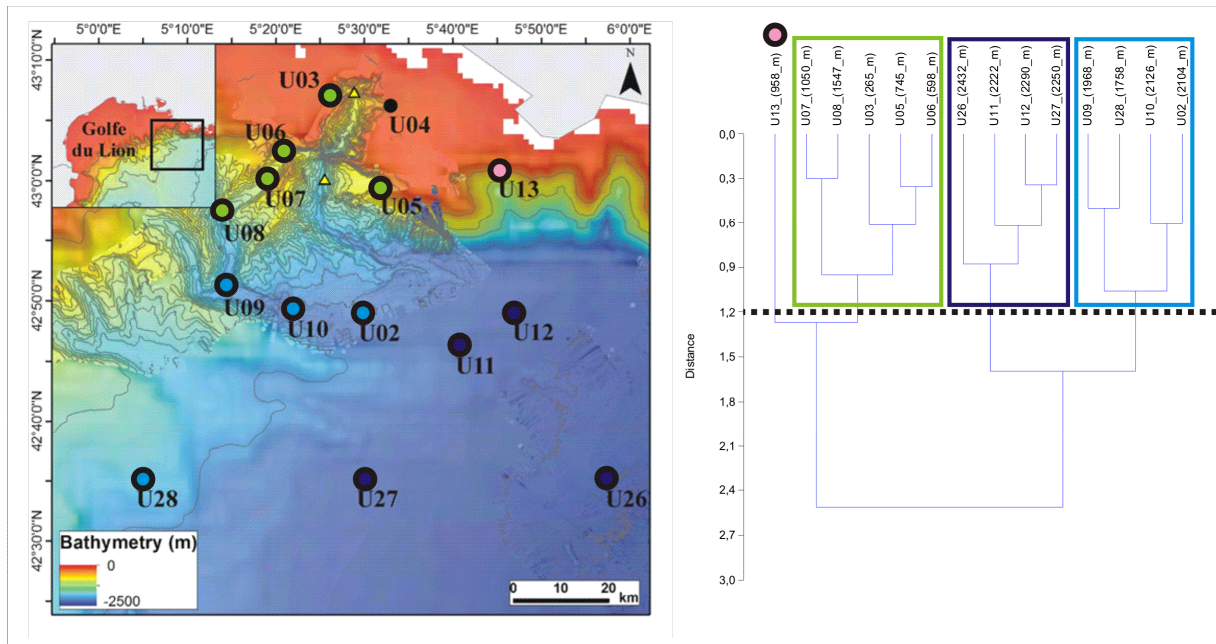 5°0'0"E 5°10'0"E 5°20'0"E 5°30'0"E 5°40'0"E 5°50'0"E 6°0'0"E
43°10'0"N
43°0'0"N
42°50'0"N
42°40'0"N
42°30'0"N
Golfe
du Lion
N
U03
U04
U06
U13
U07
U05
U08
U09
U10
U02
U12
U11
U28
U27
U26
Bathymetry (m)
0
-2500
0 10 20
km
U13_(958_m)
U07_(1050_m)
U08_(1547_m)
U03_(265_m)
U05_(745_m)
U06_(598_m)
U26_(2432_m)
U11_(2222_m)
U12_(2290_m)
U27_(2250_m)
U09_(1968_m)
U28_(1758_m)
U10_(2126_m)
U02_(2104_m)
Distance
0,0
0,3
0,6
0,9
1,2
1,5
1,8
2,1
2,4
2,7
3,0